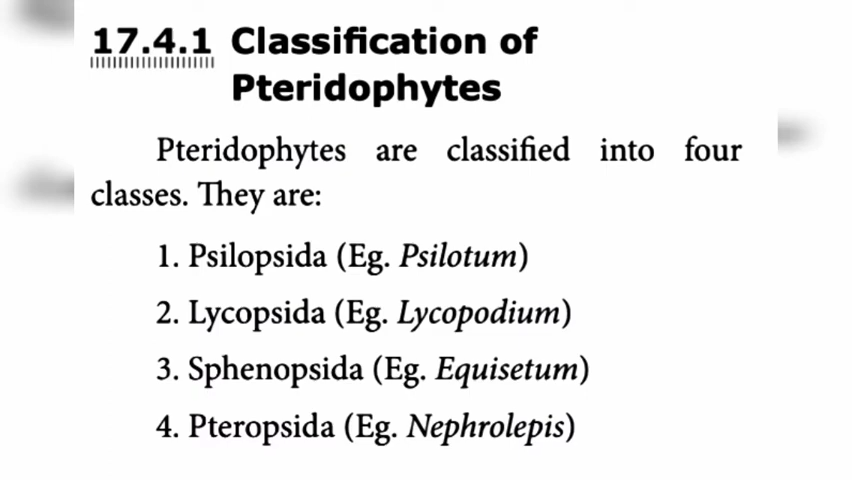 17.4.1 Classification of
Pteridophytes
Pteridophytes are classified into four
classes. They are:
1. Psilopsida (Eg. Psilotum)
2. Lycopsida (Eg. Lycopodium)
3. Sphenopsida (Eg. Equisetum)
4. Pteropsida (Eg. Nephrolepis)